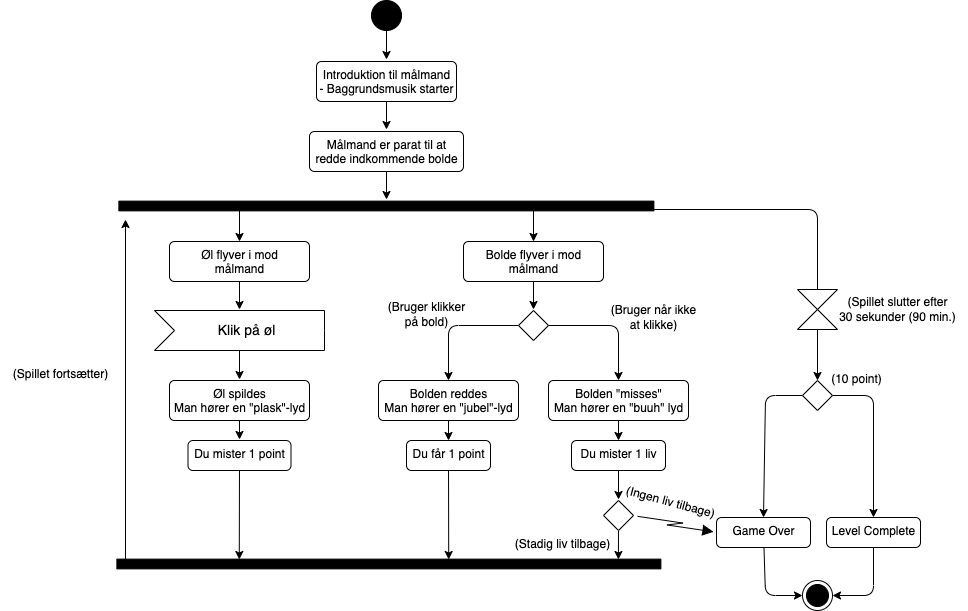 Introduktion til målmand
- Baggrundsmusik starter
Målmand er parat til at
redde indkommende bolde
Øl flyver i mod
målmand
Bolde flyver i mod
målmand
(Bruger klikker
på bold)
(Bruger når ikke
at klikke)
(Spillet slutter efter
30 sekunder (90 min.)
Klik på øl
(Spillet fortsætter)
(10 point)
Øl spildes
Man hører en "plask"-lyd
Bolden reddes
Man hører en "jubel"-lyd
Bolden "misses"
Man hører en "buuh" lyd
Du mister 1 point
Du får 1 point
Du mister 1 liv
(Ingen liv tilbage)
(Stadig liv tilbage)
Game Over
Level Complete